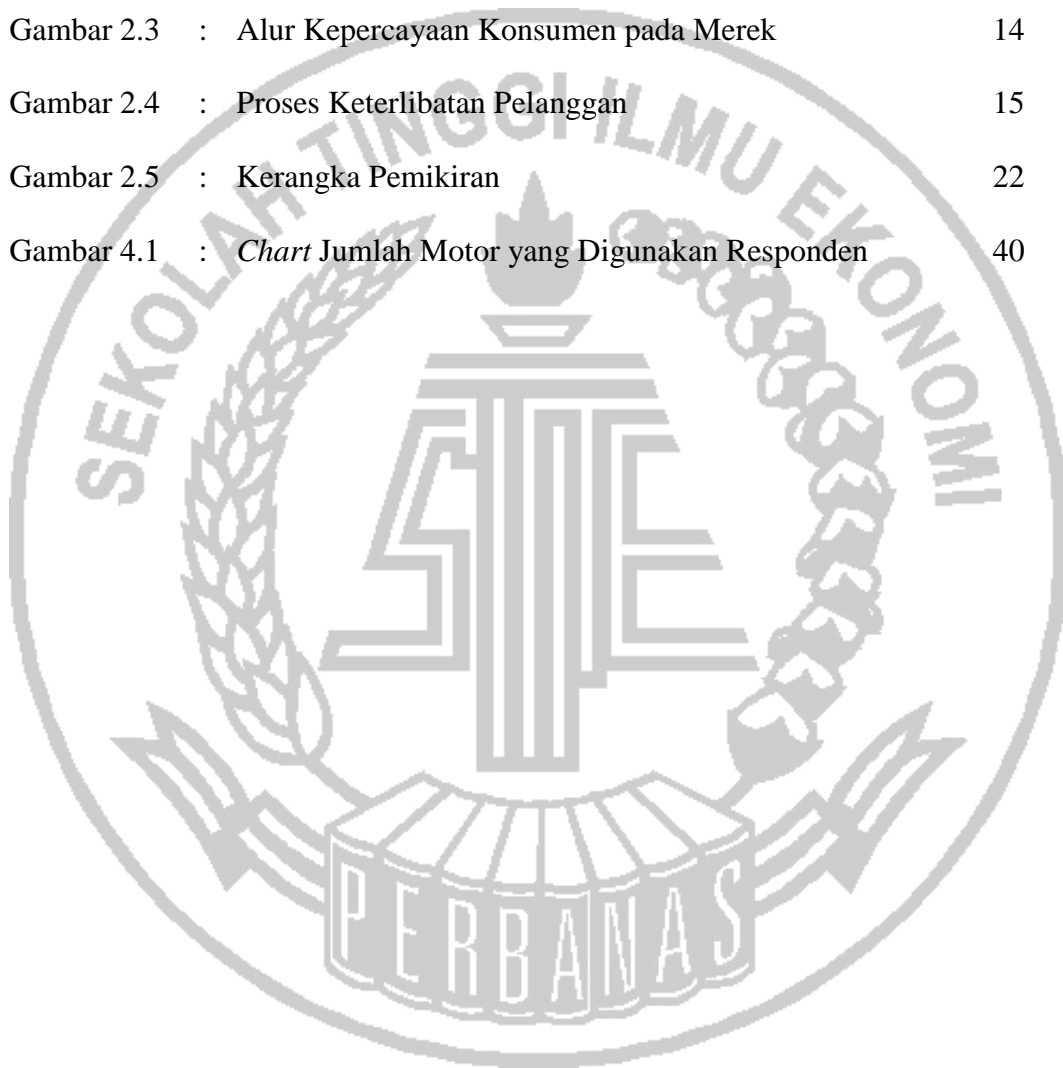 Gambar 2.3 : Alur Kepercayaan Konsumen pada Merek 14
Gambar 2.4 : Proses Keterlibatan Pelanggan 15
Gambar 2.5 : Kerangka Pemikiran 22
Gambar 4.1 : Chart Jumlah Motor yang Digunakan Responden 40
SEKOLAH TINGGI ILMU EKONOMI
STIE
PERBANAS